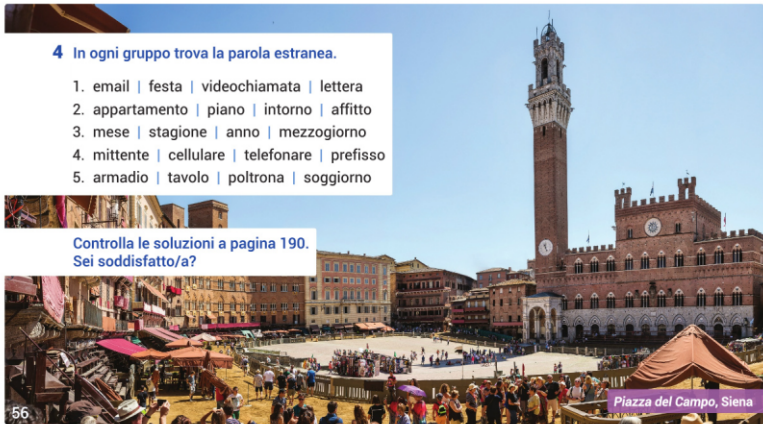 4 In ogni gruppo trova la parola estranea.
1. email | festa | videochiamata | lettera
2. appartamento | piano | intorno | affitto
3. mese | stagione | anno | mezzogiorno
4. mittente | cellulare | telefonare | prefisso
5. armadio | tavolo | poltrona | soggiorno
Controlla le soluzioni a pagina 190.
Sei soddisfatto/a?
56
Piazza del Campo, Siena